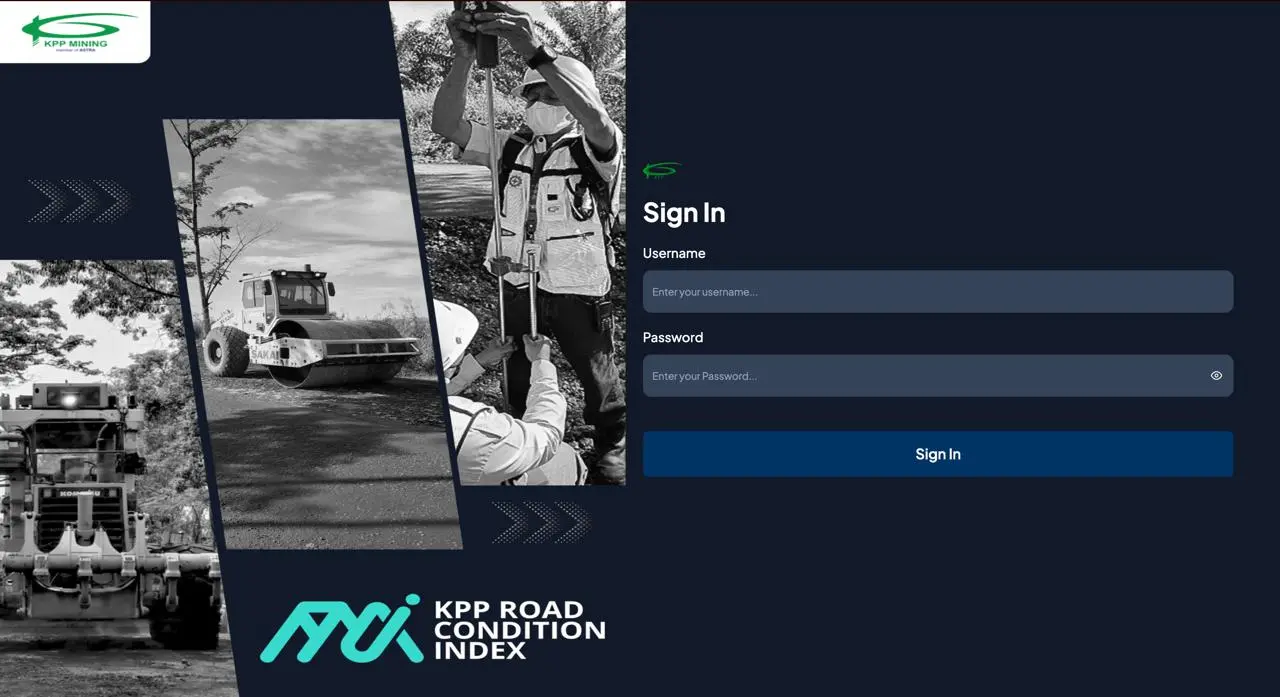 KPP MINING
member of ASTRA
SAKAI
KOMATSU
KPP ROAD
CONDITION
INDEX
Sign In
Username
Enter your username...
Password
Enter your Password...
Sign In